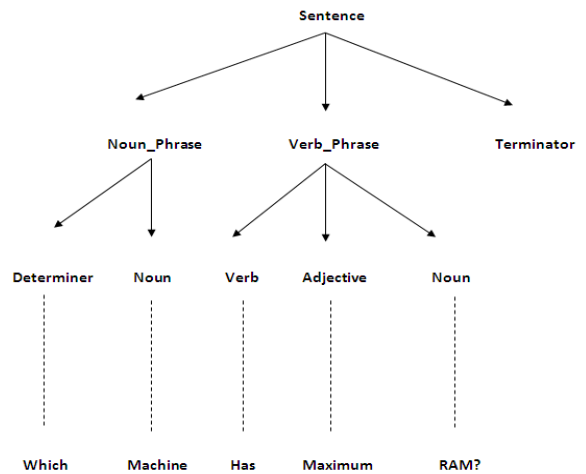 Sentence
Noun_Phrase Verb_Phrase Terminator
Determiner Noun Verb Adjective Noun
Which Machine Has Maximum RAM?